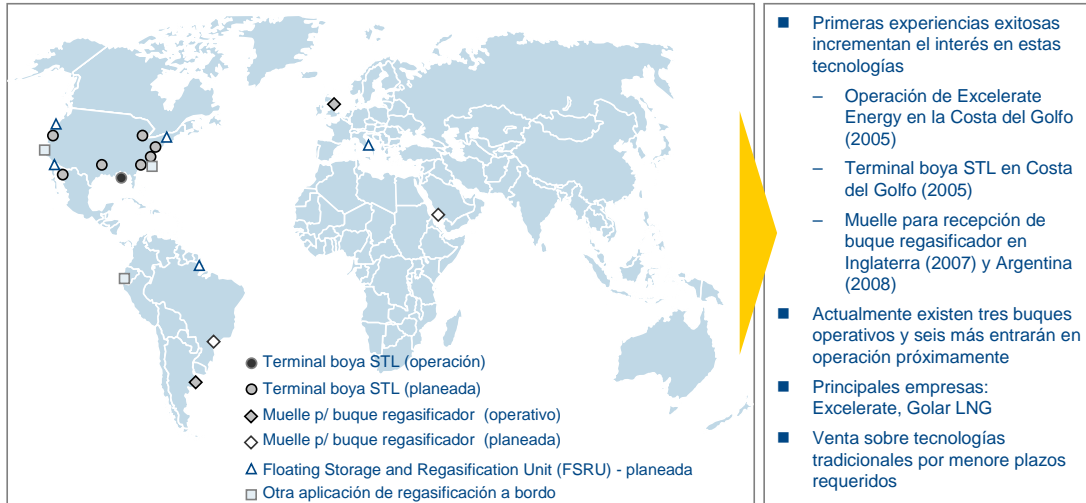 Terminal boya STL (operación)
Terminal boya STL (planeada)
Muelle p/ buque regasificador (operativo)
Muelle p/ buque regasificador (planeada)
Floating Storage and Regasification Unit (FSRU) - planeada
Otra aplicación de regasificación a bordo
■ Primeras experiencias exitosas
incrementan el interés en estas
tecnologías
– Operación de Excelerate
Energy en la Costa del Golfo
(2005)
– Terminal boya STL en Costa
del Golfo (2005)
– Muelle para recepción de
buque regasificador en
Inglaterra (2007) y Argentina
(2008)
■ Actualmente existen tres buques
operativos y seis más entrarán en
operación próximamente
■ Principales empresas:
Excelerate, Golar LNG
■ Venta sobre tecnologías
tradicionales por menore plazos
requeridos